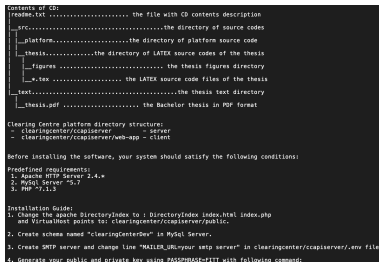 Contents of CD:
|readme.txt ....................... the file with CD contents description
|
|__src.......................................the directory of source codes
| |
| |__platform......................the directory of platform source code
| |
| |__thesis..............the directory of LATEX source codes of the thesis
|   |
|   |__figures ............................... the thesis figures directory
|   |
|   |__*.tex .................... the LATEX source code files of the thesis
|
|__text......................................the thesis text directory
  |
  |__thesis.pdf ..................... the Bachelor thesis in PDF format

Clearing Centre platform directory structure:
 - clearingcenter/ccapiserver         - server
 - clearingcenter/ccapiserver/web-app - client

Before installing the software, your system should satisfy the following conditions:

Predefined requirements:
 1. Apache HTTP Server 2.4.*
 2. MySql Server ^5.7
 3. PHP ^7.1.3

Installation Guide:
1. Change the apache DirectoryIndex to : DirectoryIndex index.html index.php
   and VirtualHost points to: clearingcenter/ccapiserver/public.

2. Create schema named "clearingCenterDev" in MySql Server.

3. Create SMTP server and change line "MAILER_URL=your smtp server" in clearingcenter/ccapiserver/.env file

4. Generate your public and private key using PASSPHRASE=FITT with following command: